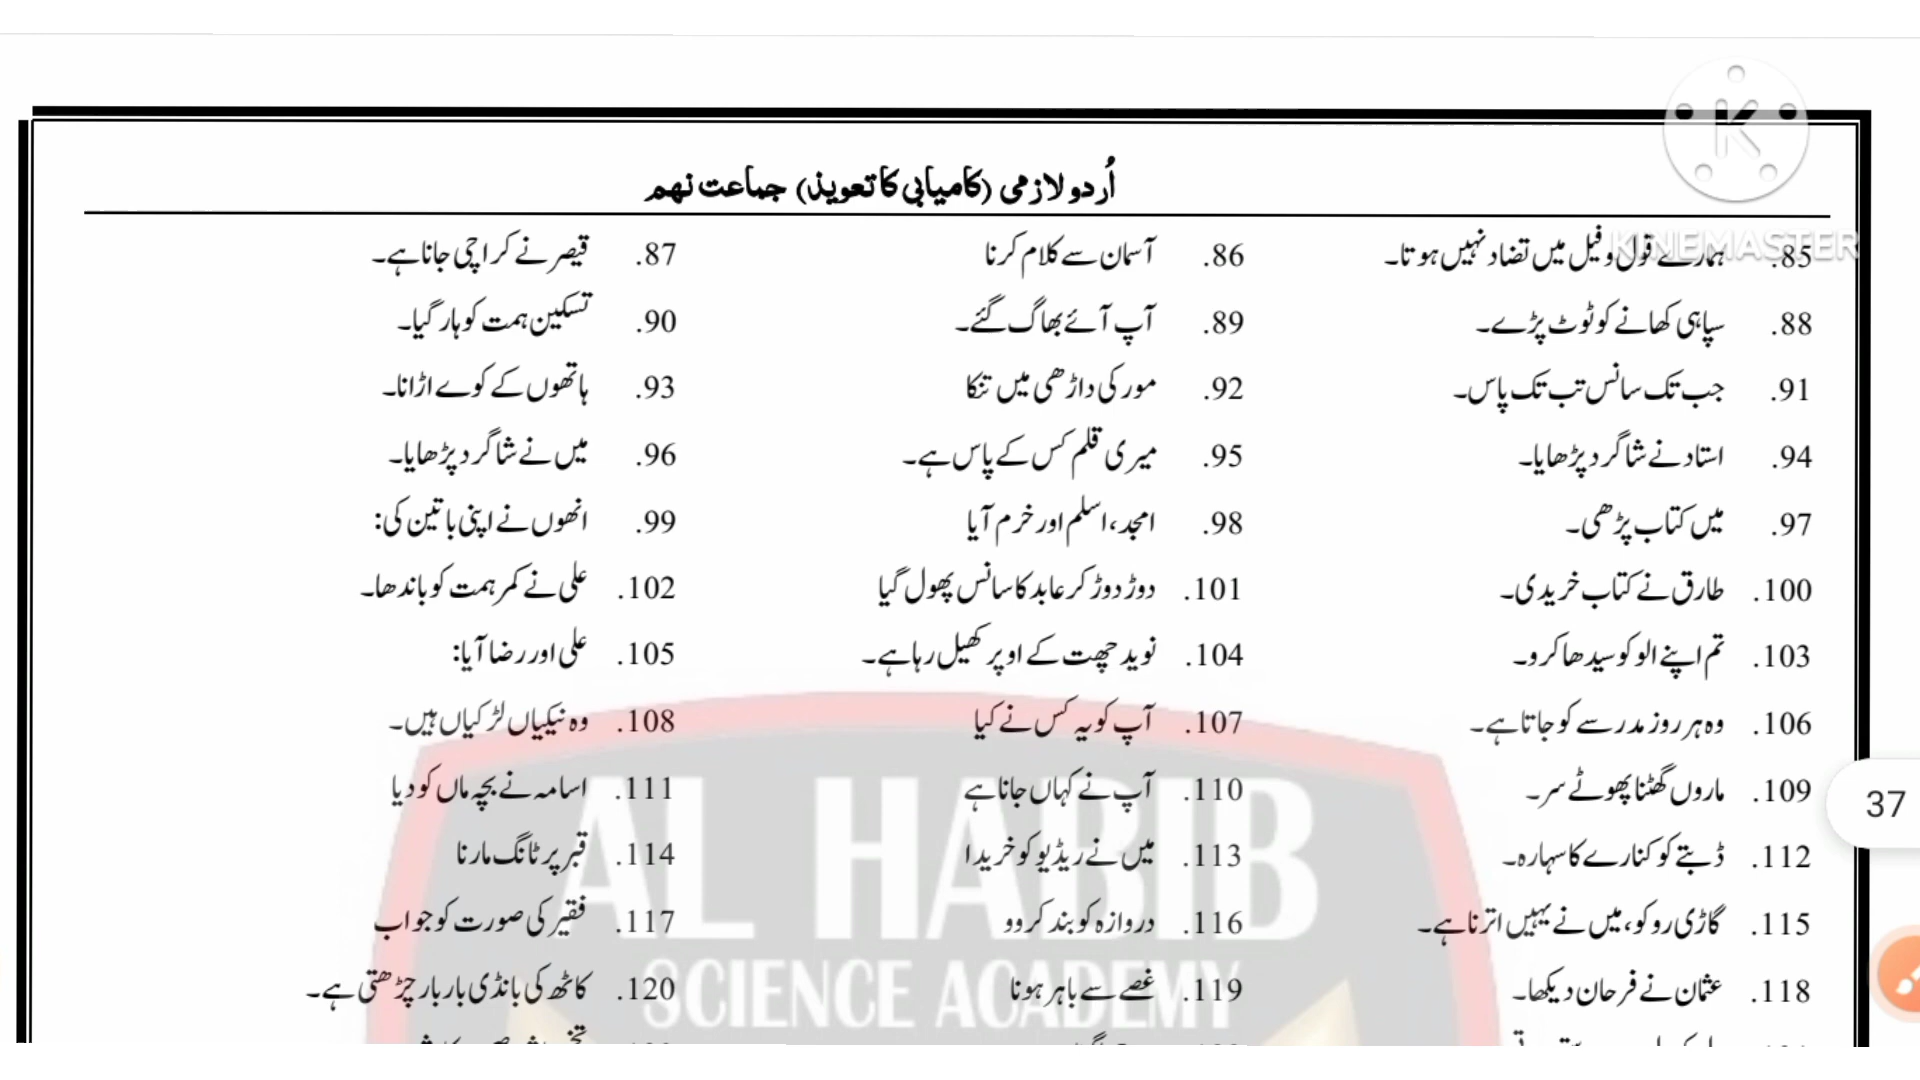 KINEMASTER
اُردو لازمی (کامیابی کا تعویذ) جماعت نہم
85. ہمارے قول و فیل میں تضاد نہیں ہوتا۔ 86. آسمان سے کلام کرنا 87. قیصر نے کراچی جانا ہے۔
88. سپاہی کھانے کو ٹوٹ پڑے۔ 89. آپ آئے بھاگ گئے۔ 90. تسکین ہمت کو ہار گیا۔
91. جب تک سانس تب تک پاس۔ 92. مور کی داڑھی میں تنکا 93. ہاتھوں کے کوے اڑانا۔
94. استاد نے شاگرد پڑھایا۔ 95. میری قلم کس کے پاس ہے۔ 96. میں نے شاگرد پڑھایا۔
97. میں کتاب پڑھی۔ 98. امجد، اسلم اور خرم آیا 99. انھوں نے اپنی باتین کی:
100. طارق نے کتاب خریدی۔ 101. دوڑ دوڑ کر عابد کا سانس پھول گیا 102. علی نے کمر ہمت کو باندھا۔
103. تم اپنے الو کو سیدھا کرو۔ 104. نوید چھت کے اوپر کھیل رہا ہے۔ 105. علی اور رضا آیا:
106. وہ ہر روز مدرسے کو جاتا ہے۔ 107. آپ کو یہ کس نے کیا 108. وہ نیکیاں لڑکیاں ہیں۔
109. ماروں گھٹنا پھوٹے سر۔ 110. آپ نے کہاں جانا ہے 111. اسامہ نے بچہ ماں کو دیا
112. ڈبتے کو کنارے کا سہارہ۔ 113. میں نے ریڈیو کو خریدا 114. قبر پر ٹانگ مارنا
115. گاڑی روکو، میں نے یہیں اترنا ہے۔ 116. دروازہ کو بند کروو 117. فقیر کی صورت کو جواب
118. عثمان نے فرحان دیکھا۔ 119. غصے سے باہر ہونا 120. کاٹھ کی ہانڈی بار بار چڑھتی ہے۔
AL HABIB
SCIENCE ACADEMY
37